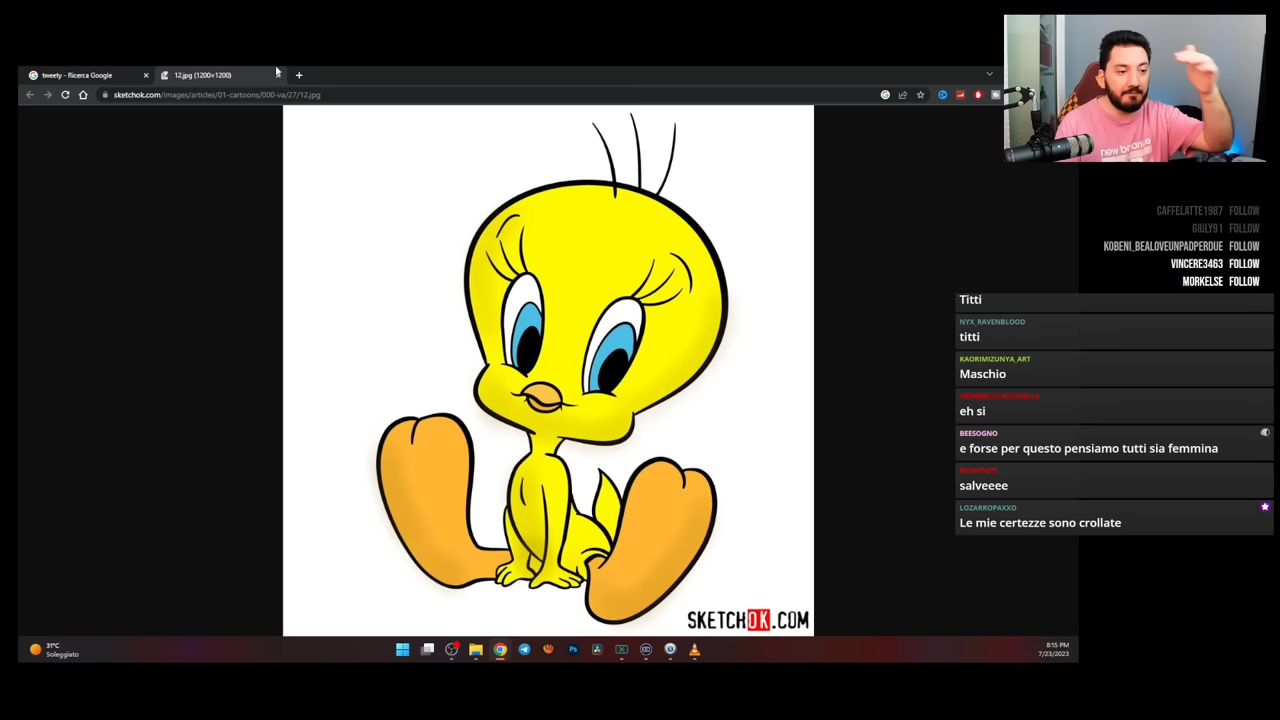 tweety - Ricerca Google
12.jpg (1200×1200)
sketchok.com/images/articles/01-cartoons/000-va/27/12.jpg
new balance
CAFFELATTE1987 FOLLOW
GIULY91 FOLLOW
KOBENI_BEALOVEUNPADPERDUE FOLLOW
VINCERE3463 FOLLOW
MORKELSE FOLLOW
Titti
NYX_RAVENBLOOD
titti
KAORIMIZUNYA_ART
Maschio
eh si
BEESOGNO
e forse per questo pensiamo tutti sia femmina
salveeee
LOZARROPAXXO
Le mie certezze sono crollate
SKETCHOK.COM
31°C
Soleggiato
Ps
8:15 PM
7/23/2023